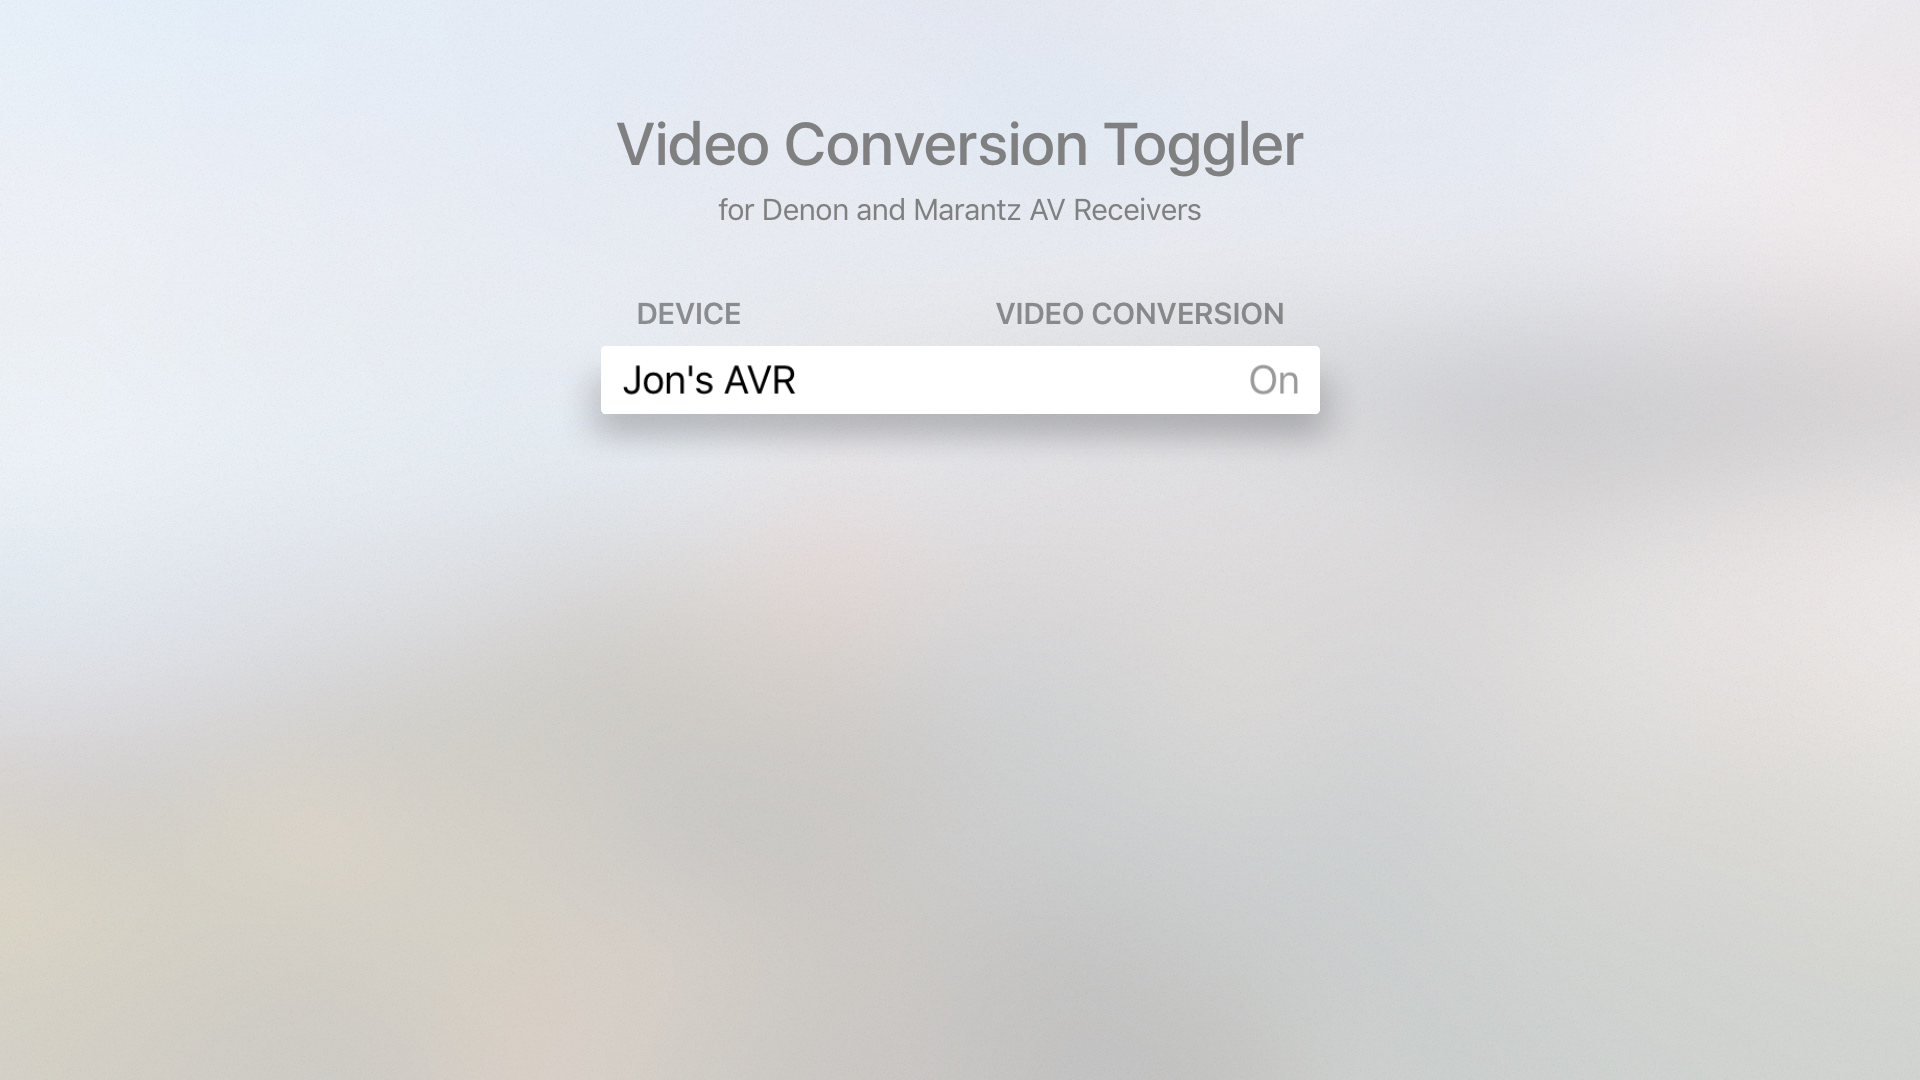 Video Conversion Toggler
for Denon and Marantz AV Receivers
DEVICE VIDEO CONVERSION
Jon's AVR On